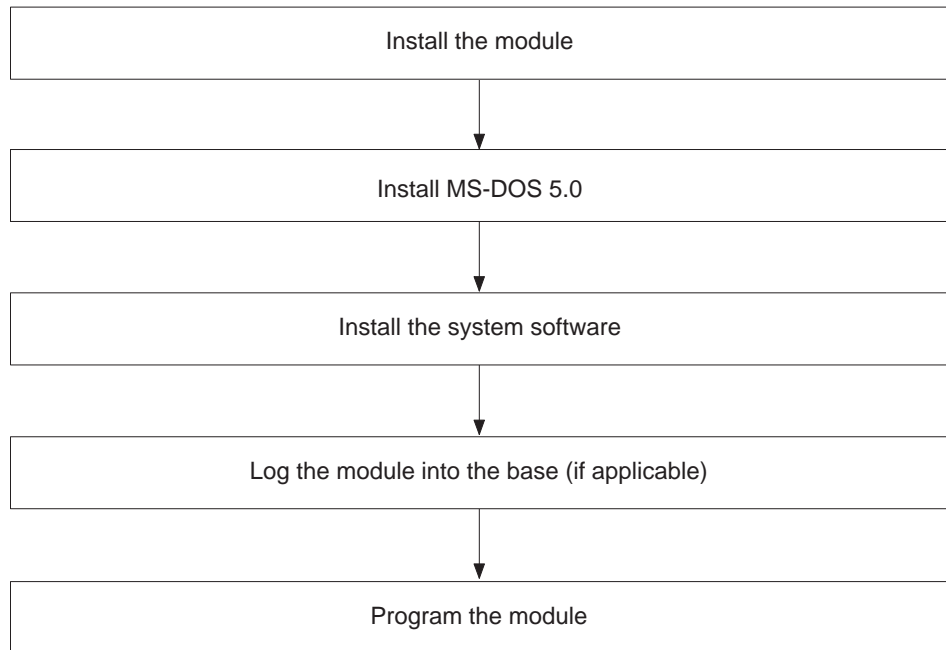 Install the module
Install MS-DOS 5.0
Install the system software
Log the module into the base (if applicable)
Program the module